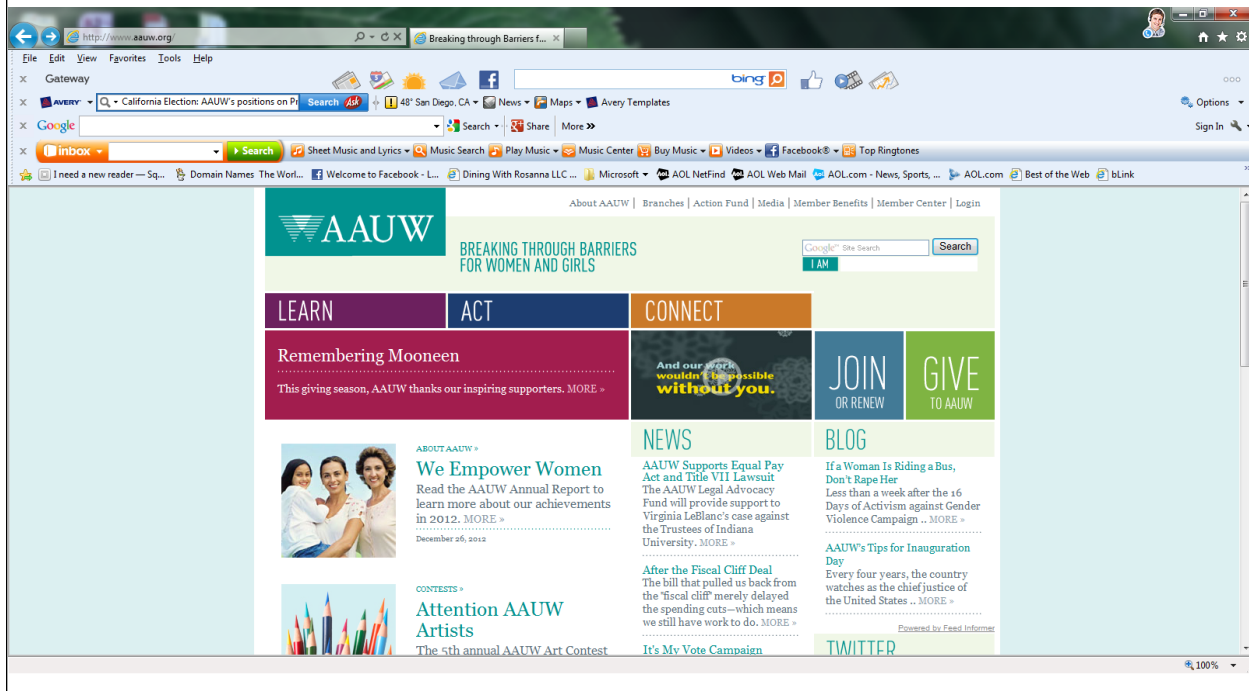 http://www.aauw.org/
Breaking through Barriers f...
File Edit View Favorites Tools Help
x Gateway
bing
x AVERY California Election: AAUW's positions on Pr Search Ask 48° San Diego, CA News Maps Avery Templates
Options
x Google Search Share More »
Sign In
x inbox Search Sheet Music and Lyrics Music Search Play Music Music Center Buy Music Videos Facebook® Top Ringtones
I need a new reader — Sq... Domain Names The Worl... Welcome to Facebook - L... Dining With Rosanna LLC ... Microsoft AOL NetFind AOL Web Mail AOL.com - News, Sports, ... AOL.com Best of the Web bLink
About AAUW | Branches | Action Fund | Media | Member Benefits | Member Center | Login
AAUW
BREAKING THROUGH BARRIERS
FOR WOMEN AND GIRLS
Google™ Site Search Search
I AM
LEARN ACT CONNECT
Remembering Mooneen
This giving season, AAUW thanks our inspiring supporters. MORE »
And our work
wouldn't be possible
without you.
JOIN
OR RENEW
GIVE
TO AAUW
ABOUT AAUW »
We Empower Women
Read the AAUW Annual Report to
learn more about our achievements
in 2012. MORE »
December 26, 2012
CONTESTS »
Attention AAUW
Artists
The 5th annual AAUW Art Contest
NEWS
AAUW Supports Equal Pay
Act and Title VII Lawsuit
The AAUW Legal Advocacy
Fund will provide support to
Virginia LeBlanc's case against
the Trustees of Indiana
University. MORE »
After the Fiscal Cliff Deal
The bill that pulled us back from
the "fiscal cliff" merely delayed
the spending cuts—which means
we still have work to do. MORE »
It's My Vote Campaign
BLOG
If a Woman Is Riding a Bus,
Don't Rape Her
Less than a week after the 16
Days of Activism against Gender
Violence Campaign .. MORE »
AAUW's Tips for Inauguration
Day
Every four years, the country
watches as the chief justice of
the United States .. MORE »
Powered by Feed Informer
TWITTER
100%